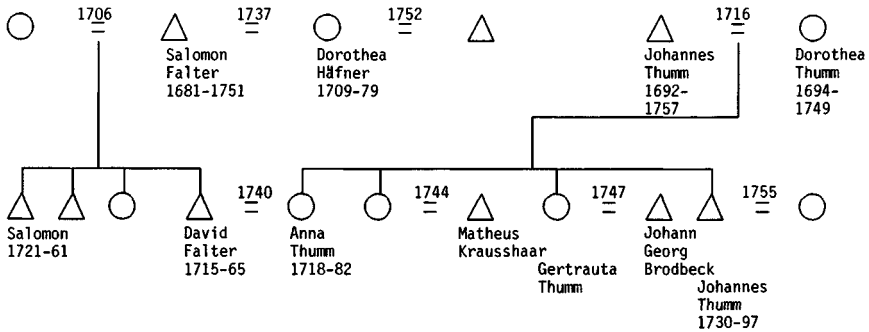 1706 1737 1752 1716
Salomon Dorothea Johannes Dorothea
Falter Häfner Thumm Thumm
1681-1751 1709-79 1692- 1694-
1757 1749
1740 1744 1747 1755
Salomon David Anna Matheus Johann
1721-61 Falter Thumm Krausshaar Georg
1715-65 1718-82 Gertrauta Brodbeck
Thumm Johannes
Thumm
1730-97